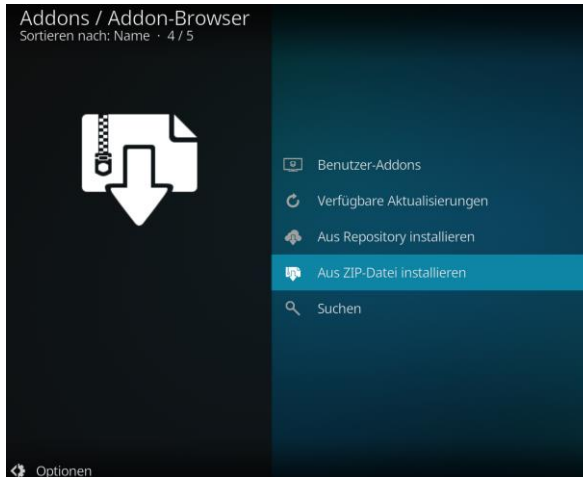 Addons / Addon-Browser
Sortieren nach: Name · 4 / 5
Benutzer-Addons
Verfügbare Aktualisierungen
Aus Repository installieren
Aus ZIP-Datei installieren
Suchen
Optionen